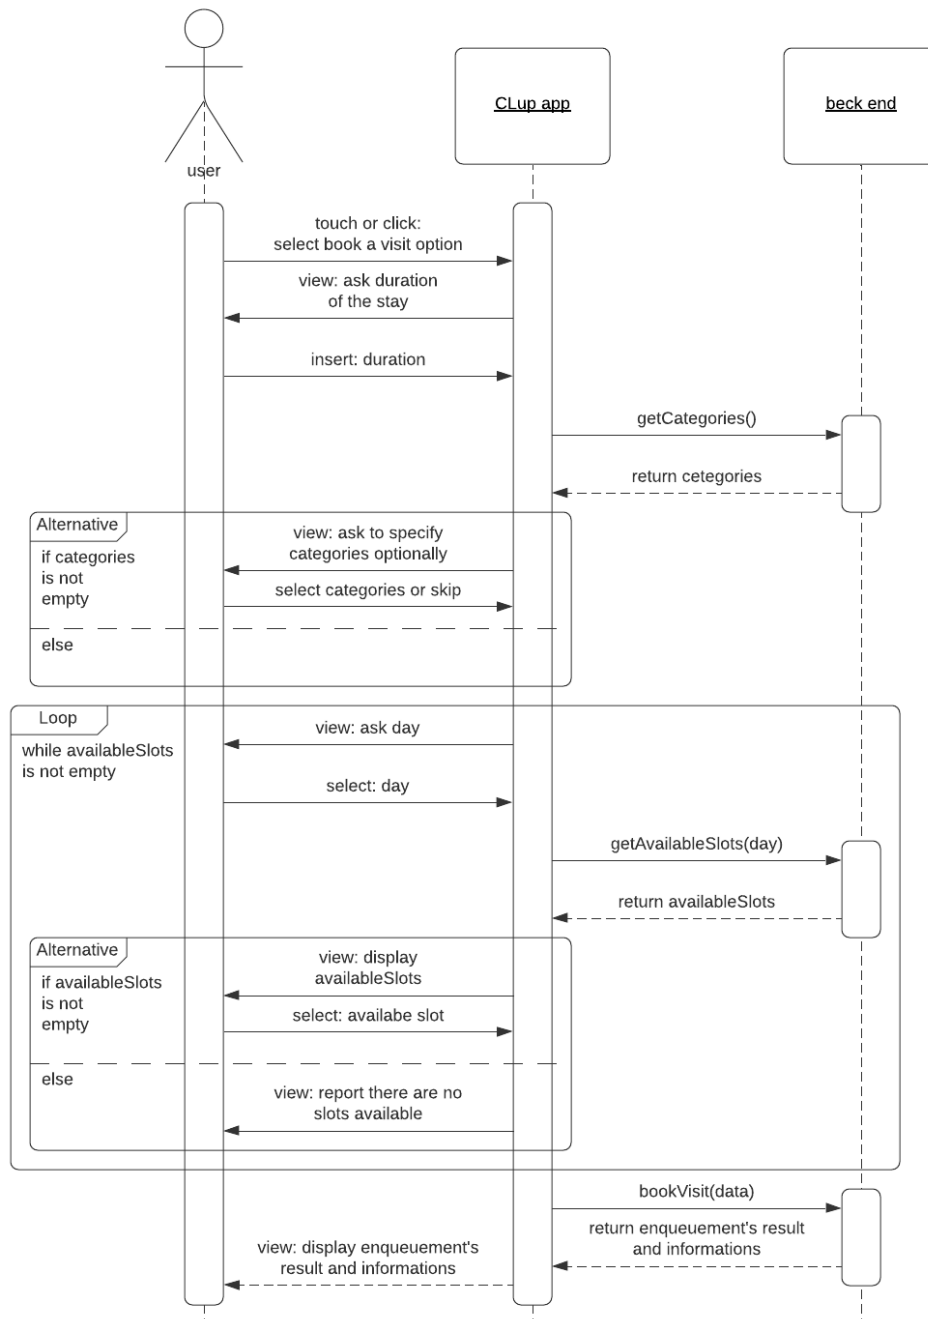 CLup app
beck end
user
touch or click:
select book a visit option
view: ask duration
of the stay
insert: duration
getCategories()
return cetegories
Alternative
if categories
is not
empty
view: ask to specify
categories optionally
select categories or skip
else
Loop
while availableSlots
is not empty
view: ask day
select: day
getAvailableSlots(day)
return availableSlots
Alternative
if availableSlots
is not
empty
view: display
availableSlots
select: availabe slot
else
view: report there are no
slots available
bookVisit(data)
return enqueuement's result
and informations
view: display enqueuement's
result and informations